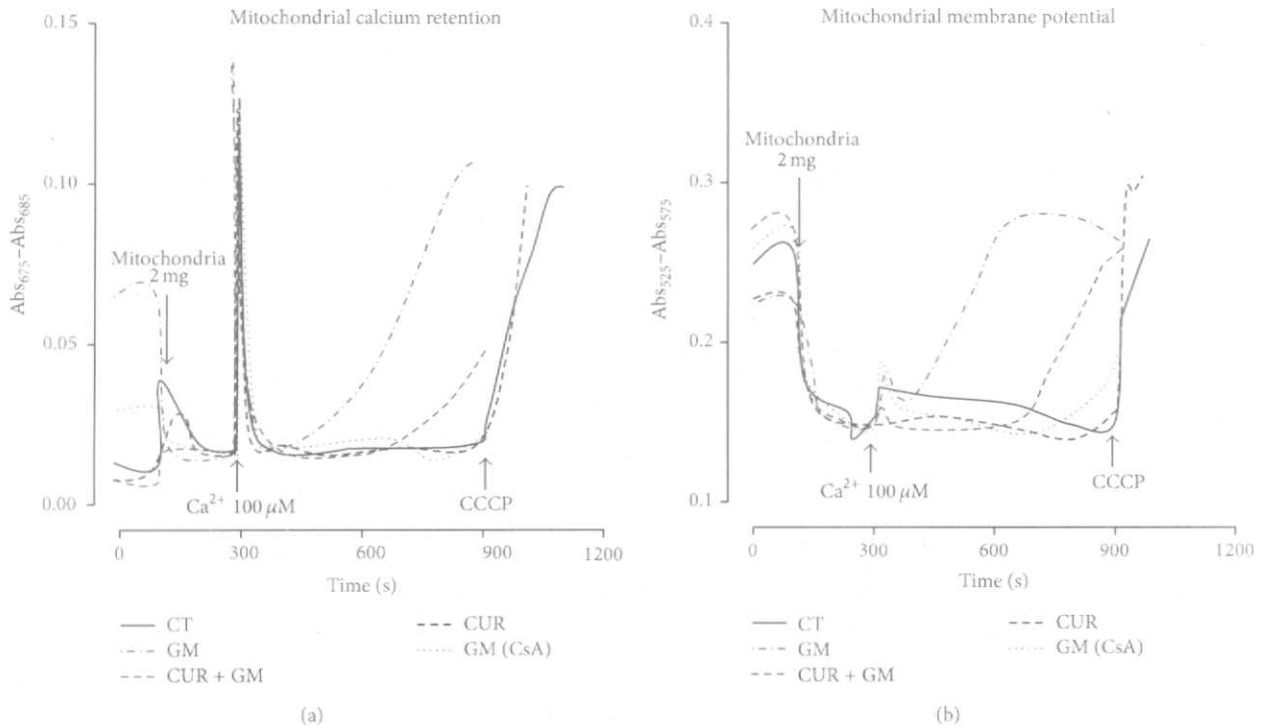 Mitochondrial calcium retention
0.15
0.10
0.05
0.00
Abs675–Abs685
Mitochondria
2 mg
Ca2+ 100 μM
CCCP
0 300 600 900 1200
Time (s)
CT
GM
CUR + GM
CUR
GM (CsA)
(a)
Mitochondrial membrane potential
0.4
0.3
0.2
0.1
Abs525–Abs575
Mitochondria
2 mg
Ca2+ 100 μM
CCCP
0 300 600 900 1200
Time (s)
CT
GM
CUR + GM
CUR
GM (CsA)
(b)